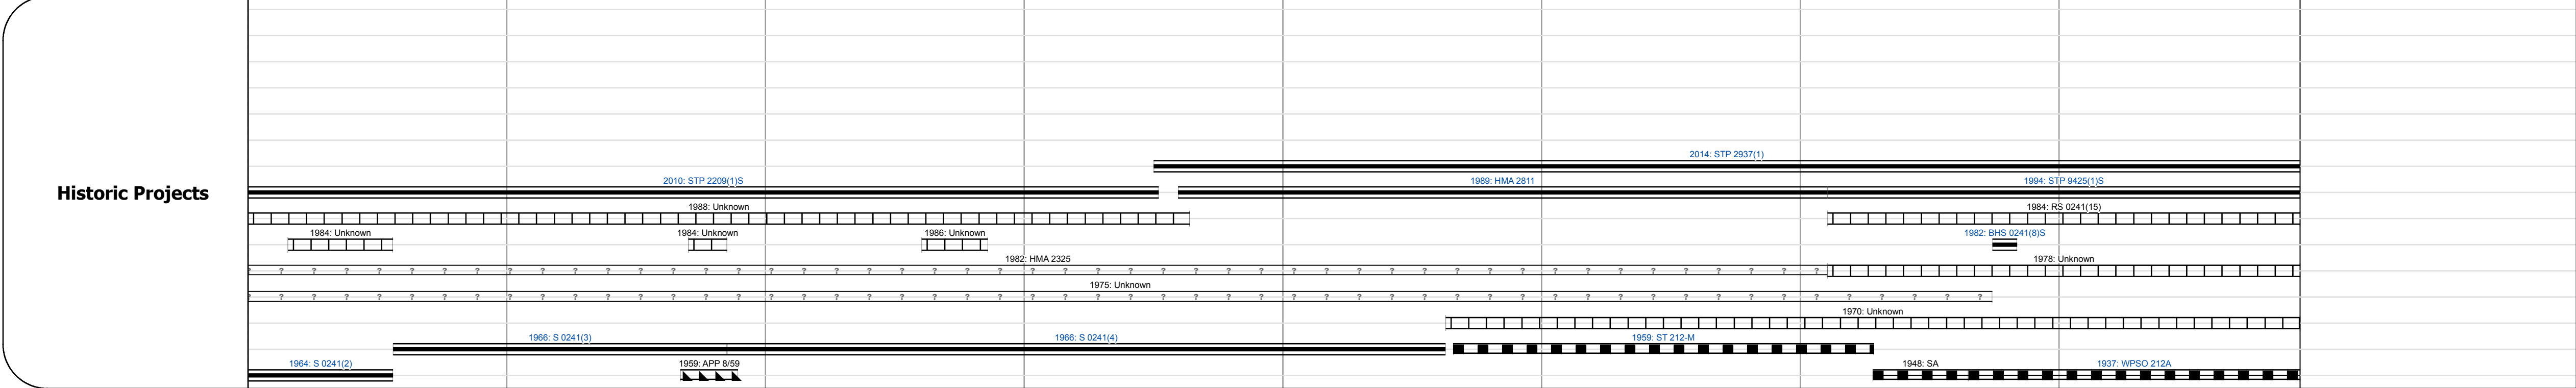 2014: STP 2937(1)
2010: STP 2209(1)S 1989: HMA 2811 1994: STP 9425(1)S
Historic Projects
1988: Unknown 1984: RS 0241(15)
1984: Unknown 1984: Unknown 1986: Unknown 1982: BHS 0241(8)S
1982: HMA 2325 1978: Unknown
? ? ? ? ? ? ? ? ? ? ? ? ? ? ? ? ? ? ? ? ? ? ? ? ? ? ? ? ? ? ? ? ? ? ? ? ? ? ? ? ? ? ? ? ? ? ? ? ?
1975: Unknown
? ? ? ? ? ? ? ? ? ? ? ? ? ? ? ? ? ? ? ? ? ? ? ? ? ? ? ? ? ? ? ? ? ? ? ? ? ? ? ? ? ? ? ? ? ? ? ? ? ? ? ? ? ?
1970: Unknown
1966: S 0241(3) 1966: S 0241(4) 1959: ST 212-M
1964: S 0241(2) 1959: APP 8/59 1948: SA 1937: WPSO 212A